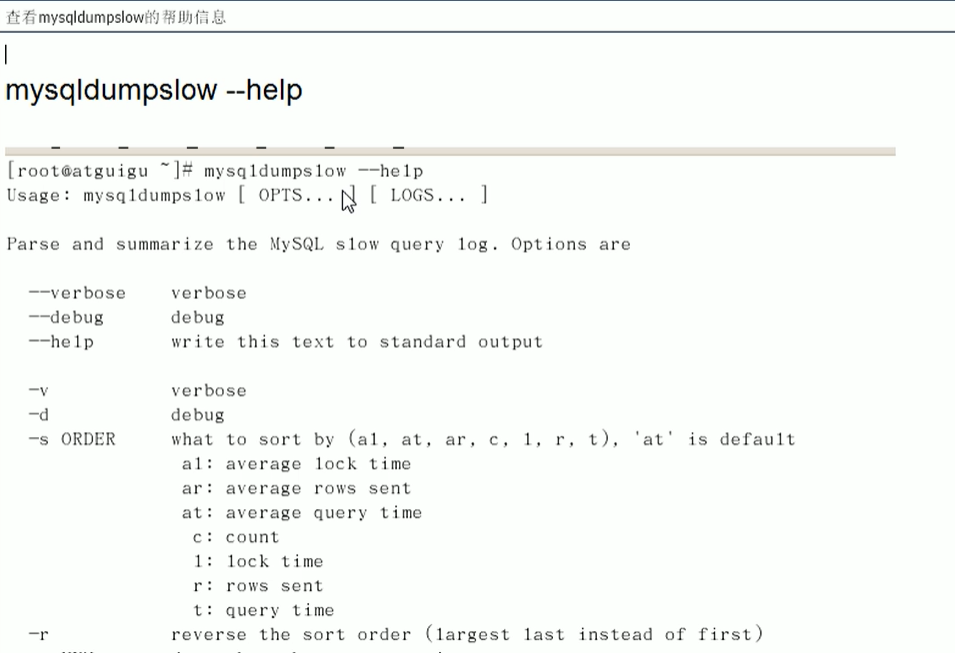 查看mysqldumpslow的帮助信息
mysqldumpslow --help
[root@atguigu ~]# mysqldumpslow --help
Usage: mysqldumpslow [ OPTS... ] [ LOGS... ]
Parse and summarize the MySQL slow query log. Options are
--verbose    verbose
--debug      debug
--help       write this text to standard output
-v           verbose
-d           debug
-s ORDER     what to sort by (al, at, ar, c, l, r, t), 'at' is default
al: average lock time
ar: average rows sent
at: average query time
c: count
l: lock time
r: rows sent
t: query time
-r           reverse the sort order (largest last instead of first)